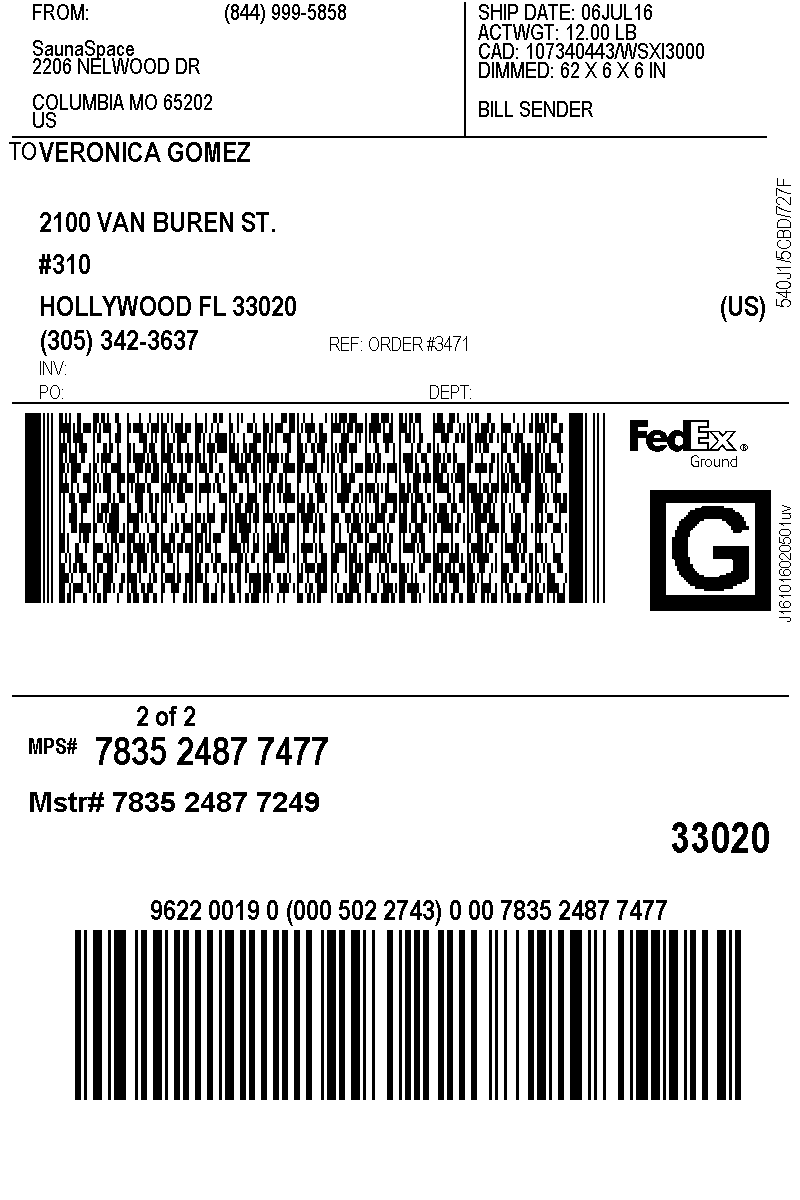 FROM: (844) 999-5858
SaunaSpace
2206 NELWOOD DR
COLUMBIA MO 65202
US
SHIP DATE: 06JUL16
ACTWGT: 12.00 LB
CAD: 107340443/WSXI3000
DIMMED: 62 X 6 X 6 IN
BILL SENDER
TO VERONICA GOMEZ
2100 VAN BUREN ST.
#310
HOLLYWOOD FL 33020 (US)
(305) 342-3637 REF: ORDER #3471
INV:
PO: DEPT:
540J1/5CBD/727F
FedEx®
Ground
G
J161016020501uv
2 of 2
MPS# 7835 2487 7477
Mstr# 7835 2487 7249
33020
9622 0019 0 (000 502 2743) 0 00 7835 2487 7477